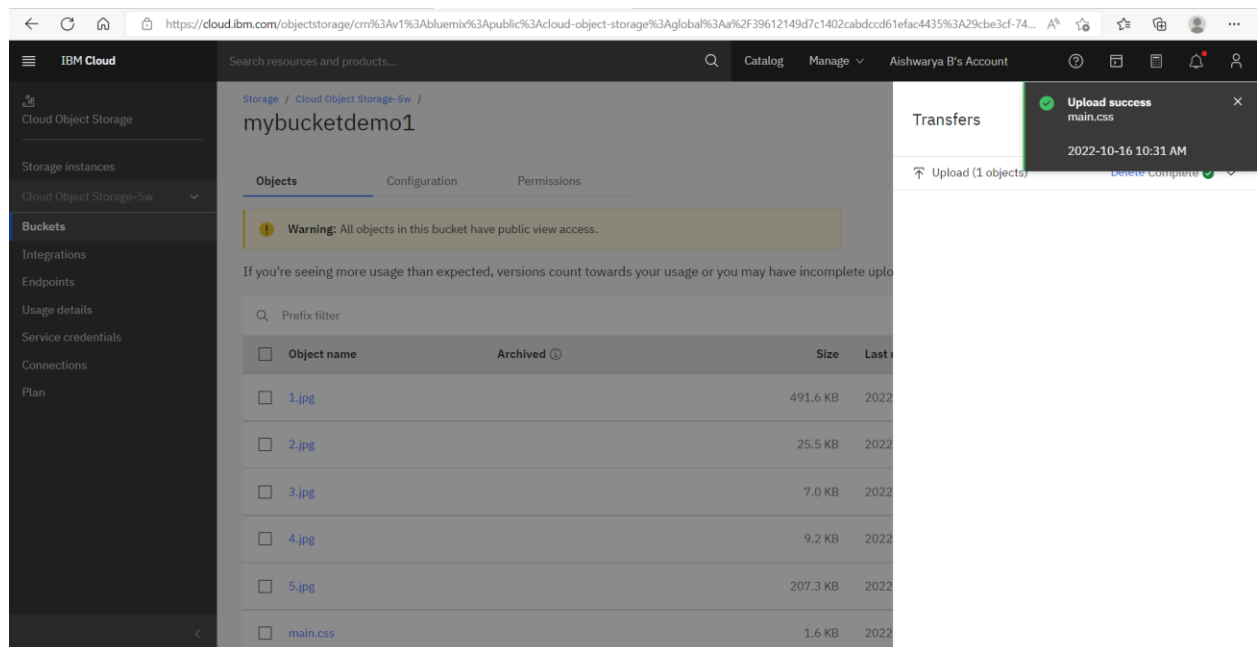 https://cloud.ibm.com/objectstorage/crn%3Av1%3Abluemix%3Apublic%3Acloud-object-storage%3Aglobal%3Aa%2F39612149d7c1402cabdccd61efac4435%3A29cbe3cf-74...
IBM Cloud
Search resources and products...
Catalog
Manage
Aishwarya B's Account
Cloud Object Storage
Storage instances
Cloud Object Storage-5w
Buckets
Integrations
Endpoints
Usage details
Service credentials
Connections
Plan
Storage / Cloud Object Storage-5w /
mybucketdemo1
Objects Configuration Permissions
Warning: All objects in this bucket have public view access.
If you're seeing more usage than expected, versions count towards your usage or you may have incomplete uplo
Prefix filter
Object name Archived Size Last
1.jpg 491.6 KB 2022
2.jpg 25.5 KB 2022
3.jpg 7.0 KB 2022
4.jpg 9.2 KB 2022
5.jpg 207.3 KB 2022
main.css 1.6 KB 2022
Transfers
Upload (1 objects) Delete Complete
Upload success
main.css
2022-10-16 10:31 AM